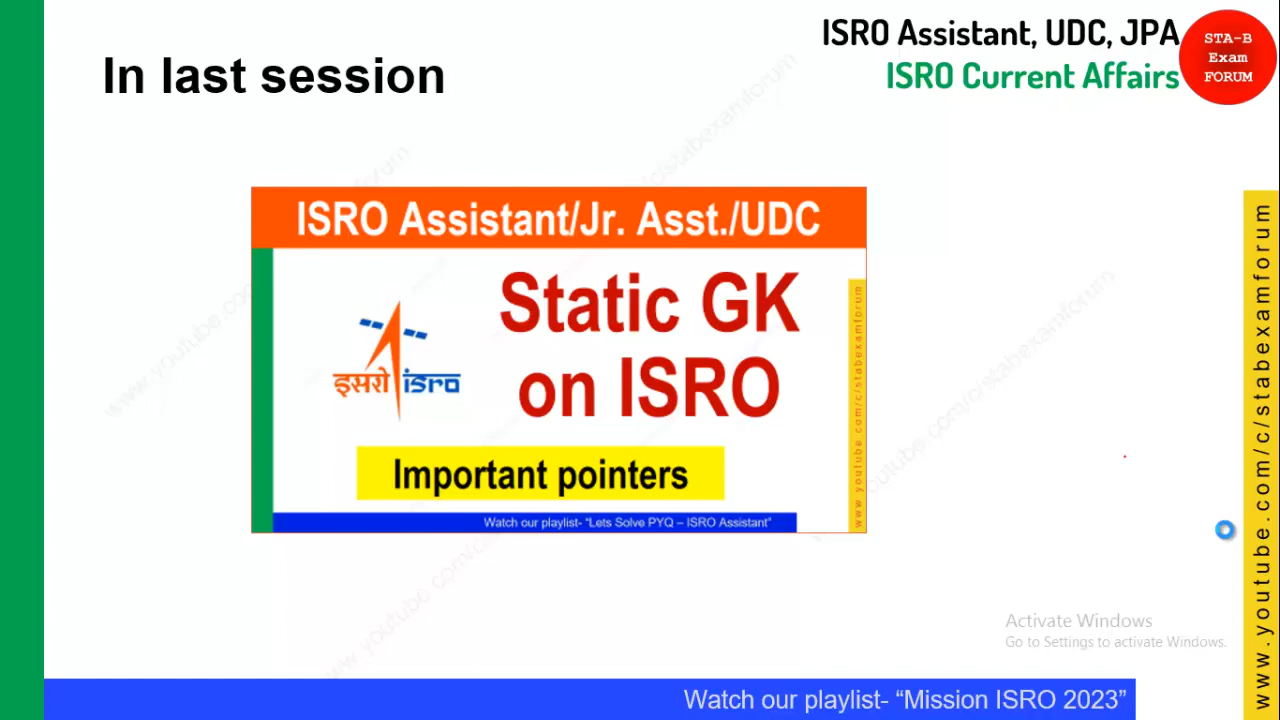 In last session
ISRO Assistant, UDC, JPA
ISRO Current Affairs
STA-B
Exam
FORUM
ISRO Assistant/Jr. Asst./UDC
Static GK
on ISRO
इसरो isro
Important pointers
Watch our playlist- “Lets Solve PYQ – ISRO Assistant”
www.youtube.com/c/stabexamforum
www.youtube.com/c/stabexamforum
Activate Windows
Go to Settings to activate Windows.
Watch our playlist- “Mission ISRO 2023”